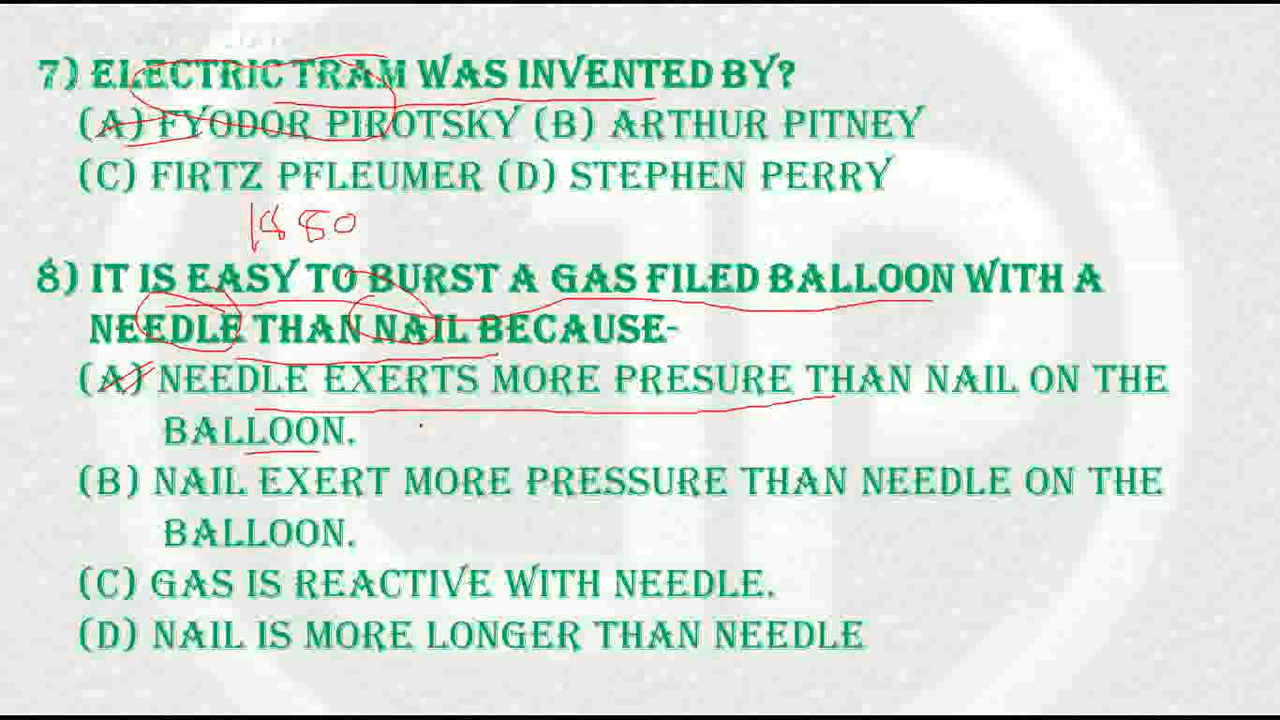 7) ELECTRIC TRAM WAS INVENTED BY?
(A) FYODOR PIROTSKY (B) ARTHUR PITNEY
(C) FIRTZ PFLEUMER (D) STEPHEN PERRY
1880
8) IT IS EASY TO BURST A GAS FILED BALLOON WITH A
NEEDLE THAN NAIL BECAUSE-
(A) NEEDLE EXERTS MORE PRESURE THAN NAIL ON THE
BALLOON.
(B) NAIL EXERT MORE PRESSURE THAN NEEDLE ON THE
BALLOON.
(C) GAS IS REACTIVE WITH NEEDLE.
(D) NAIL IS MORE LONGER THAN NEEDLE